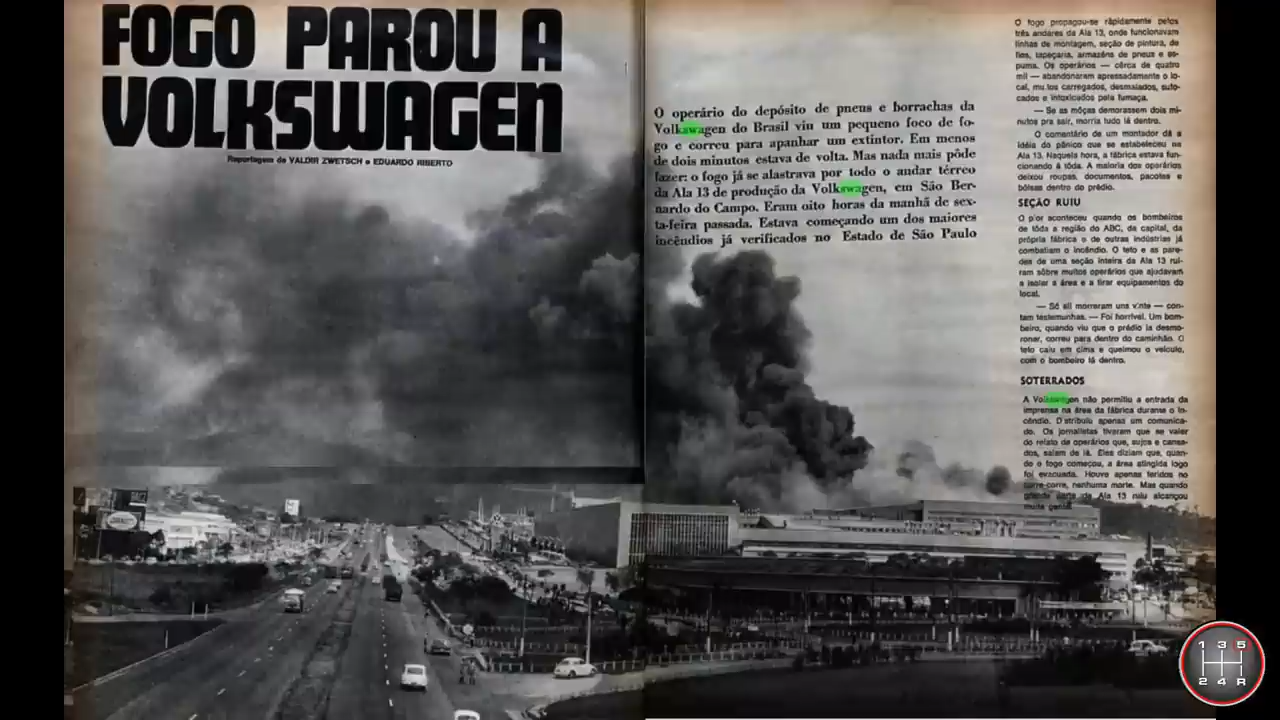 FOGO PAROU A
VOLKSWAGEN
Reportagem de VALDIR ZWETSCH e EDUARDO RIBERTO
O operário do depósito de pneus e borrachas da
Volkswagen do Brasil viu um pequeno foco de fo-
go e correu para apanhar um extintor. Em menos
de dois minutos estava de volta. Mas nada mais pôde
fazer: o fogo já se alastrava por todo o andar térreo
da Ala 13 de produção da Volkswagen, em São Ber-
nardo do Campo. Eram oito horas da manhã de sex-
ta-feira passada. Estava começando um dos maiores
incêndios já verificados no Estado de São Paulo
O fogo propagou-se ràpidamente pelos
três andares da Ala 13, onde funcionavam
linhas de montagem, seção de pintura, de
fios, tapeçaria, armazéns de pneus e es-
puma. Os operários — cêrca de quatro
mil — abandonaram apressadamente o lo-
cal, muitos carregados, desmaiados, sufo-
cados e intoxicados pela fumaça.
— Se as môças demorassem dois mi-
nutos pra sair, morria tudo lá dentro.
O comentário de um montador dá a
idéia do pânico que se estabeleceu na
Ala 13. Naquela hora, a fábrica estava fun-
cionando à tôda. A maioria dos operários
deixou roupas, documentos, pacotes e
bôlsas dentro do prédio.
SEÇÃO RUIU
O pior aconteceu quando os bombeiros
de tôda a região do ABC, da capital, da
própria fábrica e de outras indústrias já
combatiam o incêndio. O teto e as pare-
des de uma seção inteira da Ala 13 ruí-
ram sôbre muitos operários que ajudavam
a isolar a área e a tirar equipamentos do
local.
— Só ali morreram uns vinte — con-
tam testemunhas. — Foi horrível. Um bom-
beiro, quando viu que o prédio ia desmo-
ronar, correu para dentro do caminhão. O
teto caiu em cima e queimou o veículo,
com o bombeiro lá dentro.
SOTERRADOS
A Volkswagen não permitiu a entrada da
imprensa na área da fábrica durante o in-
cêndio. Distribuiu apenas um comunica-
do. Os jornalistas tiveram que se valer
do relato de operários que, sujos e cansa-
dos, saíam de lá. Êles diziam que, quan-
do o fogo começou, a área atingida logo
foi evacuada. Houve apenas feridos no
corre-corre, nenhuma morte. Mas quando
grande parte da Ala 13 ruiu alcançou
muita gente.
1 3 5
2 4 R